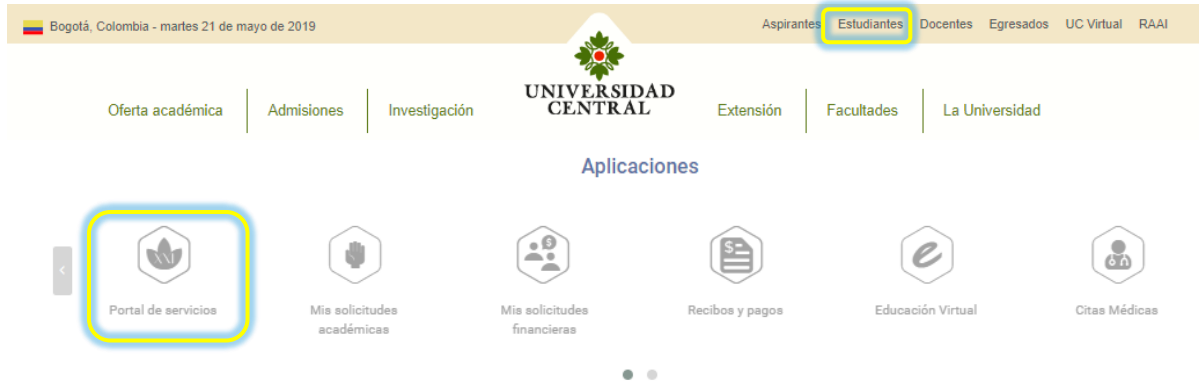 Bogotá, Colombia - martes 21 de mayo de 2019
Aspirantes Estudiantes Docentes Egresados UC Virtual RAAI
UNIVERSIDAD
CENTRAL
Oferta académica Admisiones Investigación Extensión Facultades La Universidad
Aplicaciones
XXI
Portal de servicios
Mis solicitudes
académicas
Mis solicitudes
financieras
Recibos y pagos
Educación Virtual
Citas Médicas